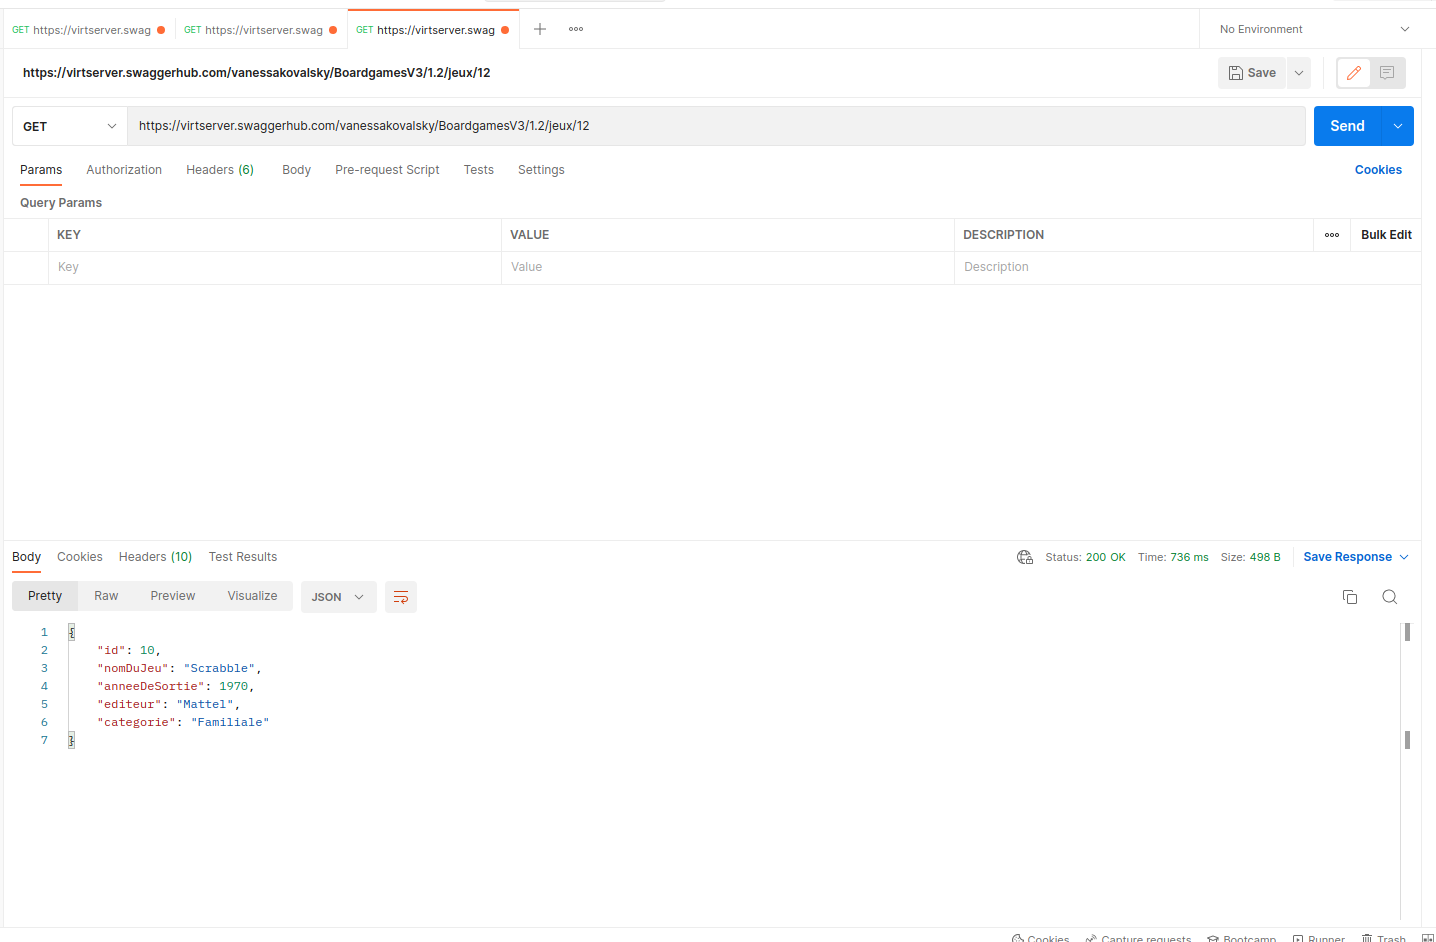 GET https://virtserver.swag GET https://virtserver.swag GET https://virtserver.swag No Environment
https://virtserver.swaggerhub.com/vanessakovalsky/BoardgamesV3/1.2/jeux/12 Save
GET https://virtserver.swaggerhub.com/vanessakovalsky/BoardgamesV3/1.2/jeux/12 Send
Params Authorization Headers (6) Body Pre-request Script Tests Settings Cookies
Query Params
KEY VALUE DESCRIPTION Bulk Edit
Key Value Description
Body Cookies Headers (10) Test Results Status: 200 OK Time: 736 ms Size: 498 B Save Response
Pretty Raw Preview Visualize JSON
1 {
2 "id": 10,
3 "nomDuJeu": "Scrabble",
4 "anneeDeSortie": 1970,
5 "editeur": "Mattel",
6 "categorie": "Familiale"
7 }
Cookies Capture requests Bootcamp Runner Trash